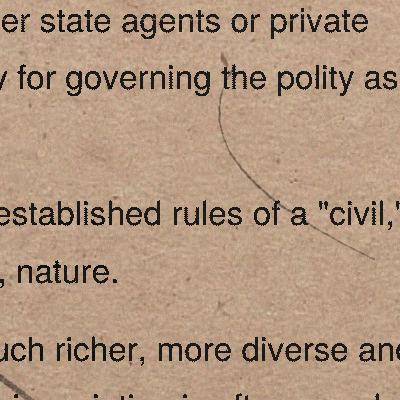 er state agents or private
y for governing the polity as
established rules of a "civil,"
, nature.
uch richer, more diverse and